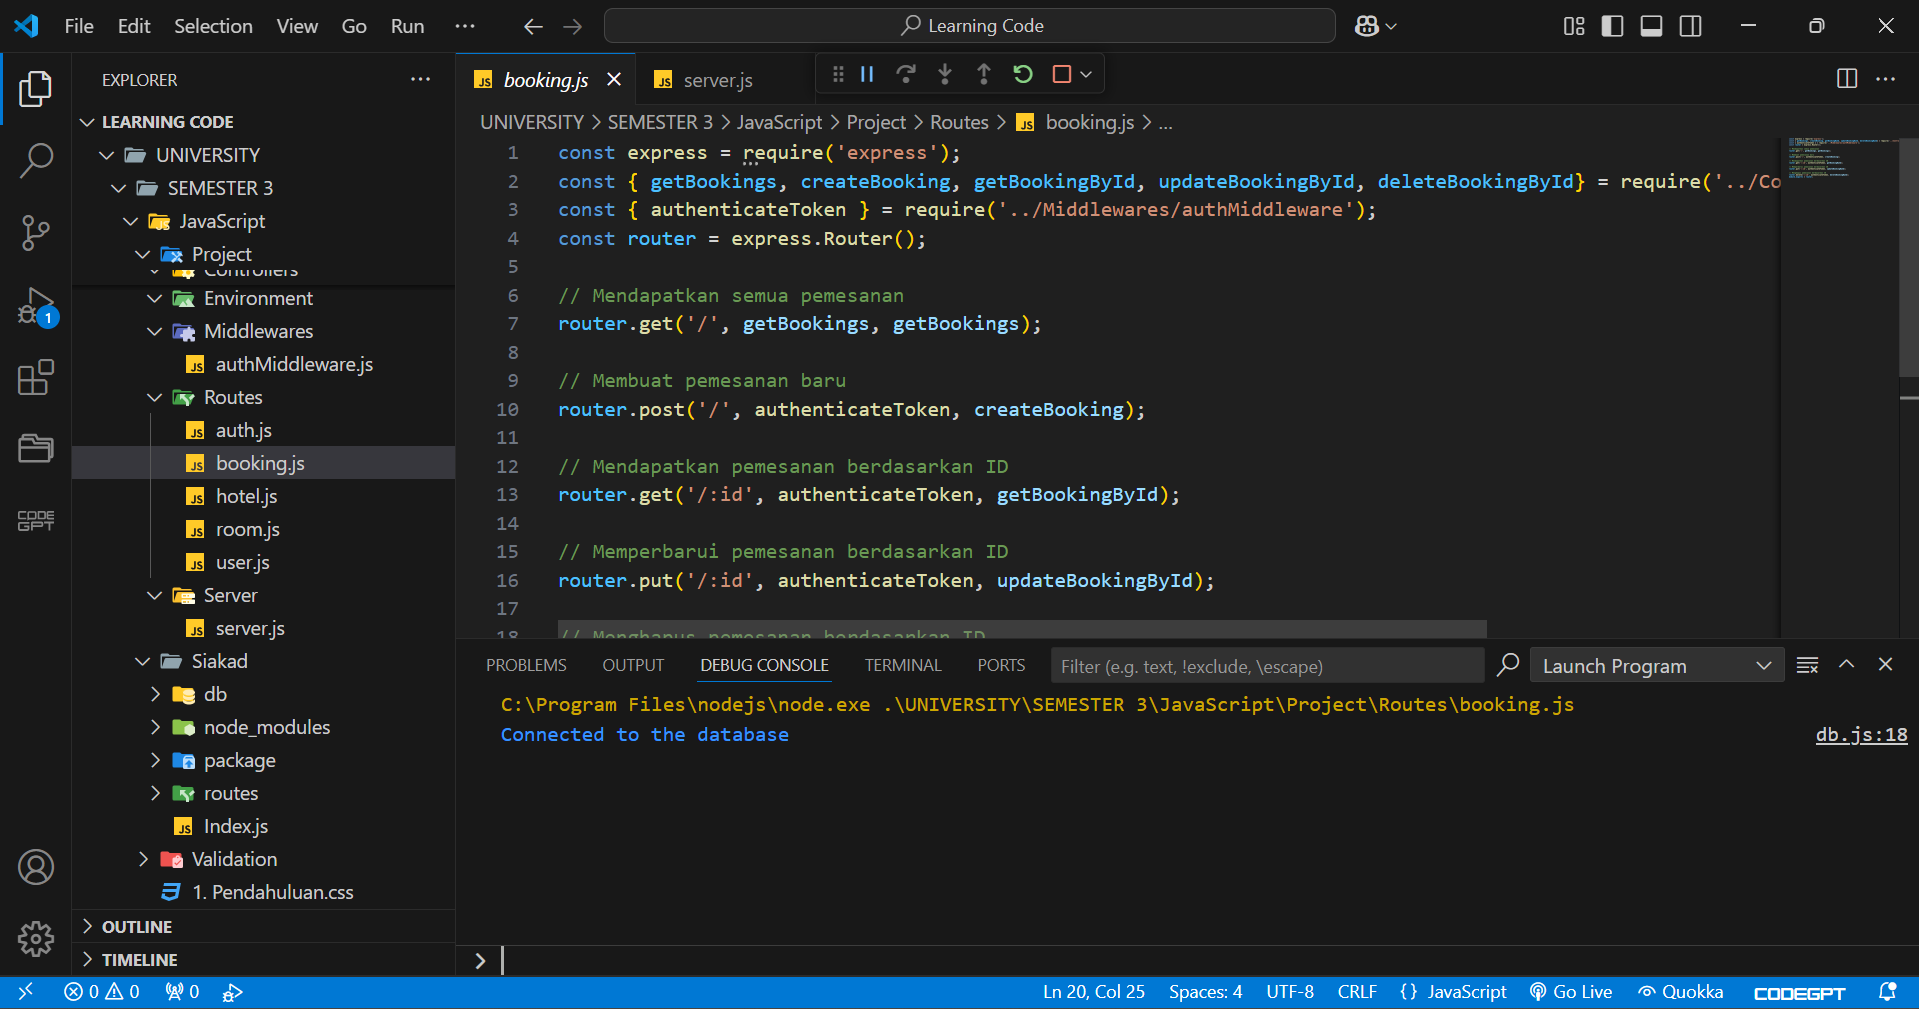 File Edit Selection View Go Run ··· Learning Code
EXPLORER
LEARNING CODE
UNIVERSITY
SEMESTER 3
JavaScript
Project
Controllers
Environment
Middlewares
authMiddleware.js
Routes
auth.js
booking.js
hotel.js
room.js
user.js
Server
server.js
Siakad
db
node_modules
package
routes
Index.js
Validation
1. Pendahuluan.css
OUTLINE
TIMELINE
1
CODE
GPT
booking.js server.js
UNIVERSITY > SEMESTER 3 > JavaScript > Project > Routes > JS booking.js > ...
1 const express = require('express');
2 const { getBookings, createBooking, getBookingById, updateBookingById, deleteBookingById} = require('../Co
3 const { authenticateToken } = require('../Middlewares/authMiddleware');
4 const router = express.Router();
5
6 // Mendapatkan semua pemesanan
7 router.get('/', getBookings, getBookings);
8
9 // Membuat pemesanan baru
10 router.post('/', authenticateToken, createBooking);
11
12 // Mendapatkan pemesanan berdasarkan ID
13 router.get('/:id', authenticateToken, getBookingById);
14
15 // Memperbarui pemesanan berdasarkan ID
16 router.put('/:id', authenticateToken, updateBookingById);
17
18 // Menghapus pemesanan berdasarkan ID
PROBLEMS OUTPUT DEBUG CONSOLE TERMINAL PORTS Filter (e.g. text, !exclude, \escape) Launch Program
C:\Program Files\nodejs\node.exe .\UNIVERSITY\SEMESTER 3\JavaScript\Project\Routes\booking.js
Connected to the database db.js:18
>
0 0 0 Ln 20, Col 25 Spaces: 4 UTF-8 CRLF {} JavaScript Go Live Quokka CODEGPT